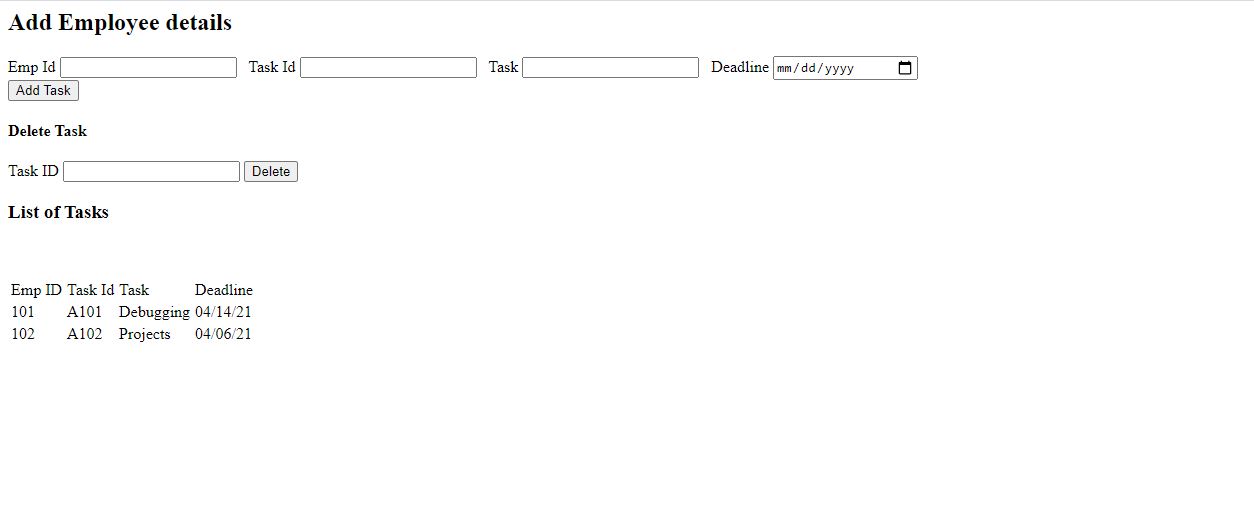 Add Employee details
Emp Id Task Id Task Deadline mm/dd/yyyy
Add Task
Delete Task
Task ID Delete
List of Tasks
Emp ID Task Id Task Deadline
101 A101 Debugging 04/14/21
102 A102 Projects 04/06/21